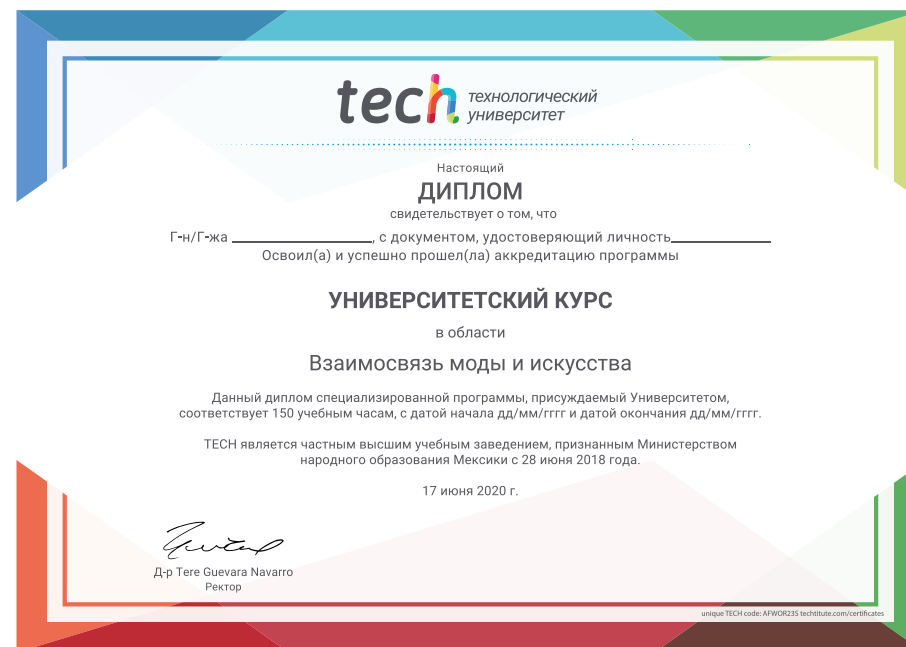 tech технологический
университет
Настоящий
ДИПЛОМ
свидетельствует о том, что
Г-н/Г-жа ____________________, с документом, удостоверяющий личность______________
Освоил(а) и успешно прошел(ла) аккредитацию программы
УНИВЕРСИТЕТСКИЙ КУРС
в области
Взаимосвязь моды и искусства
Данный диплом специализированной программы, присуждаемый Университетом,
соответствует 150 учебным часам, с датой начала дд/мм/гггг и датой окончания дд/мм/гггг.
TECH является частным высшим учебным заведением, признанным Министерством
народного образования Мексики с 28 июня 2018 года.
17 июня 2020 г.
Д-р Tere Guevara Navarro
Ректор
unique TECH code: AFWOR235 techtitute.com/certificates